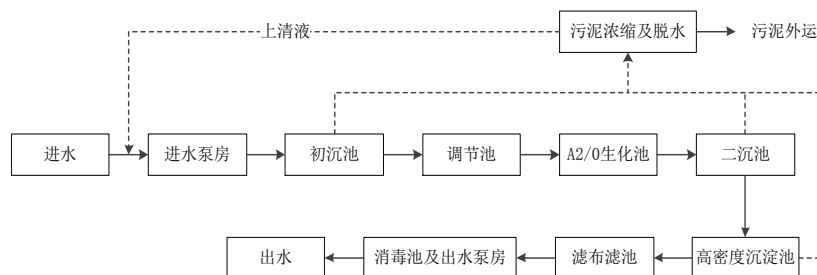 上清液
污泥浓缩及脱水
污泥外运
进水
进水泵房
初沉池
调节池
A2/O生化池
二沉池
出水
消毒池及出水泵房
滤布滤池
高密度沉淀池